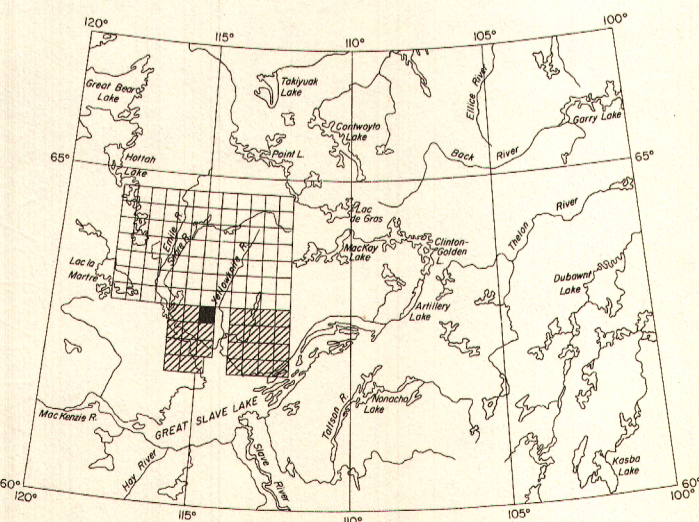 120°
115°
110°
105°
100°
Great Bear
Lake
Takiyuak
Lake
Ellice River
Garry Lake
Contwoyto
Lake
65°
Hottah
Lake
Point L.
Back River
65°
Emile R.
Snare R.
Yellowknife R.
Lac
de Gras
Thelon River
Lac la
Martre
MacKay
Lake
Clinton-
Golden
Dubawnt
Lake
Artillery
Lake
MacKenzie R.
GREAT SLAVE LAKE
Taltson R.
Nonacho
Lake
Hay River
Slave River
Kasba
Lake
60°
120°
115°
110°
105°
60°
100°